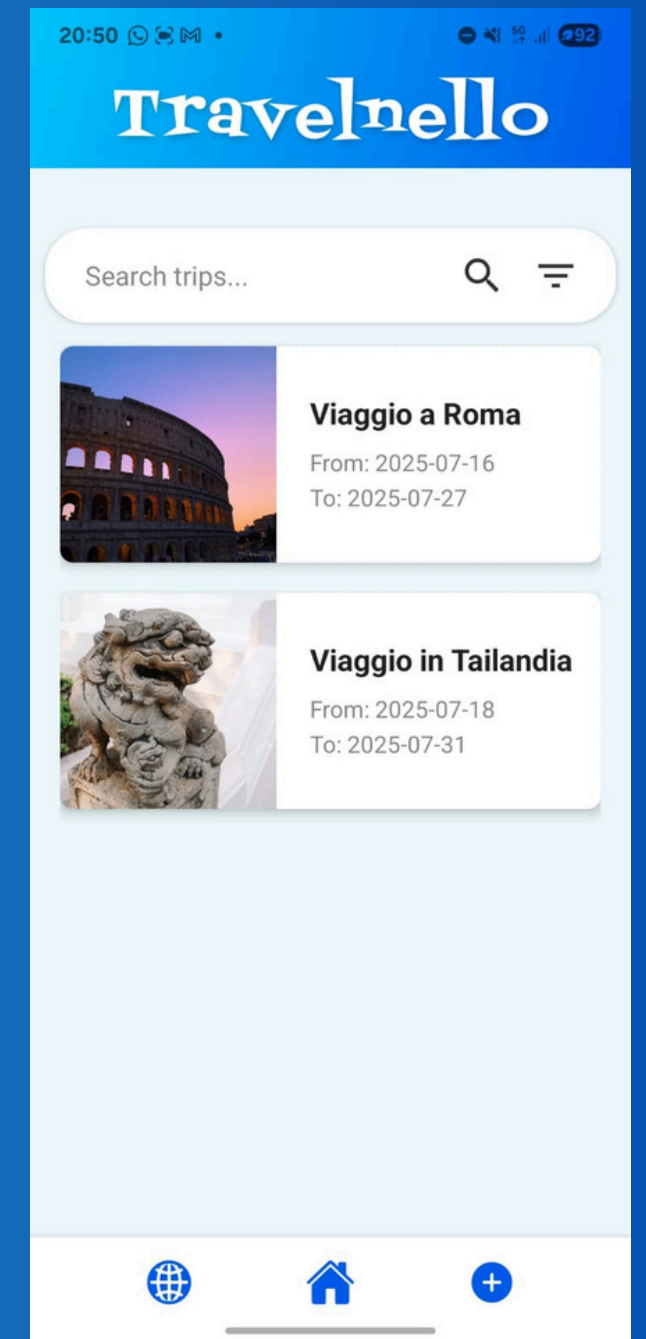 20:50 5G 92
Travelnello
Search trips...
Viaggio a Roma
From: 2025-07-16
To: 2025-07-27
Viaggio in Tailandia
From: 2025-07-18
To: 2025-07-31